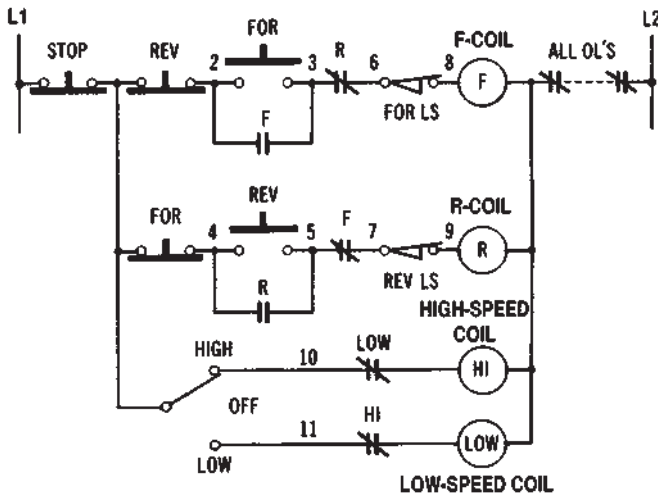 L1
L2
FOR
STOP
REV
2
3
R
6
8
F-COIL
F
ALL OL'S
FOR LS
F
REV
R-COIL
FOR
4
5
F
7
9
R
REV LS
R
HIGH-SPEED
COIL
HIGH
10
LOW
HI
OFF
11
HI
LOW
LOW
LOW-SPEED COIL